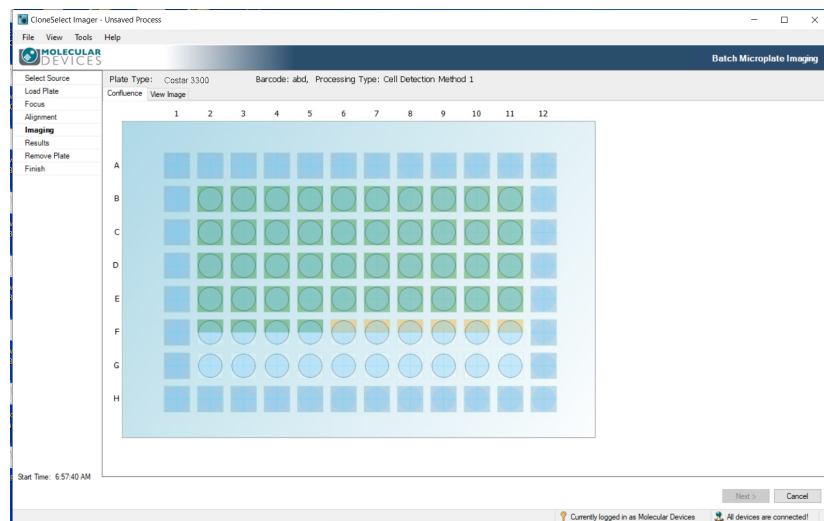 CloneSelect Imager - Unsaved Process
File View Tools Help
MOLECULAR
DEVICES
Batch Microplate Imaging
Select Source
Load Plate
Focus
Alignment
Imaging
Results
Remove Plate
Finish
Plate Type: Costar 3300 Barcode: abd, Processing Type: Cell Detection Method 1
Confluence View Image
1 2 3 4 5 6 7 8 9 10 11 12
A
B
C
D
E
F
G
H
Start Time: 6:57:40 AM
Next > Cancel
Currently logged in as Molecular Devices All devices are connected!